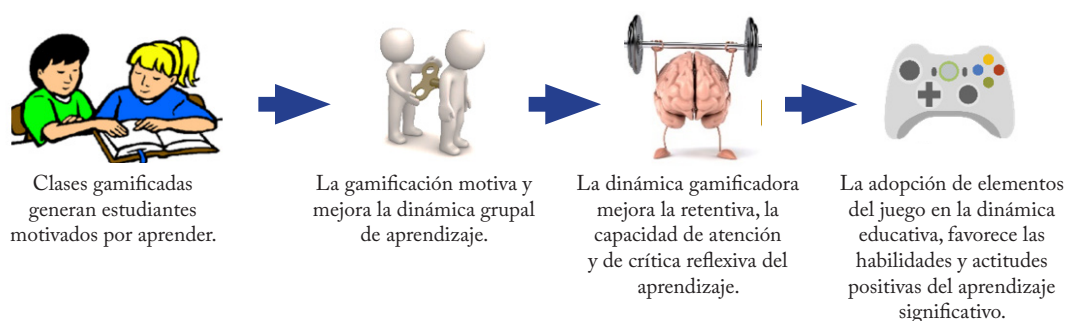 Clases gamificadas
generan estudiantes
motivados por aprender.
La gamificación motiva y
mejora la dinámica grupal
de aprendizaje.
La dinámica gamificadora
mejora la retentiva, la
capacidad de atención
y de crítica reflexiva del
aprendizaje.
La adopción de elementos
del juego en la dinámica
educativa, favorece las
habilidades y actitudes
positivas del aprendizaje
significativo.